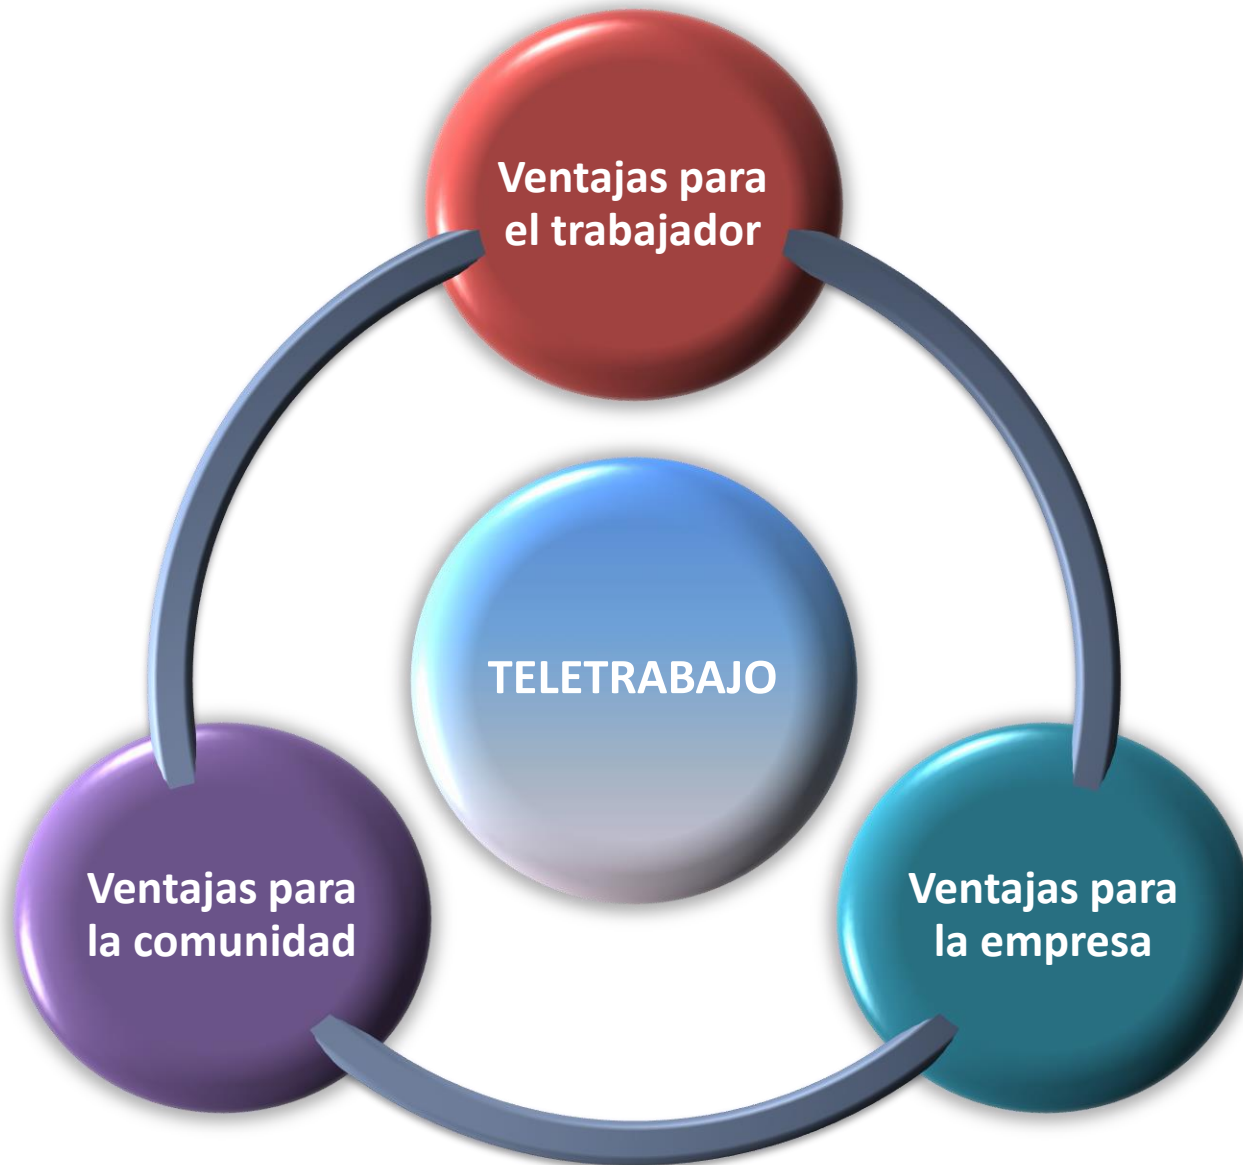 Ventajas para
el trabajador
TELETRABAJO
Ventajas para
la comunidad
Ventajas para
la empresa